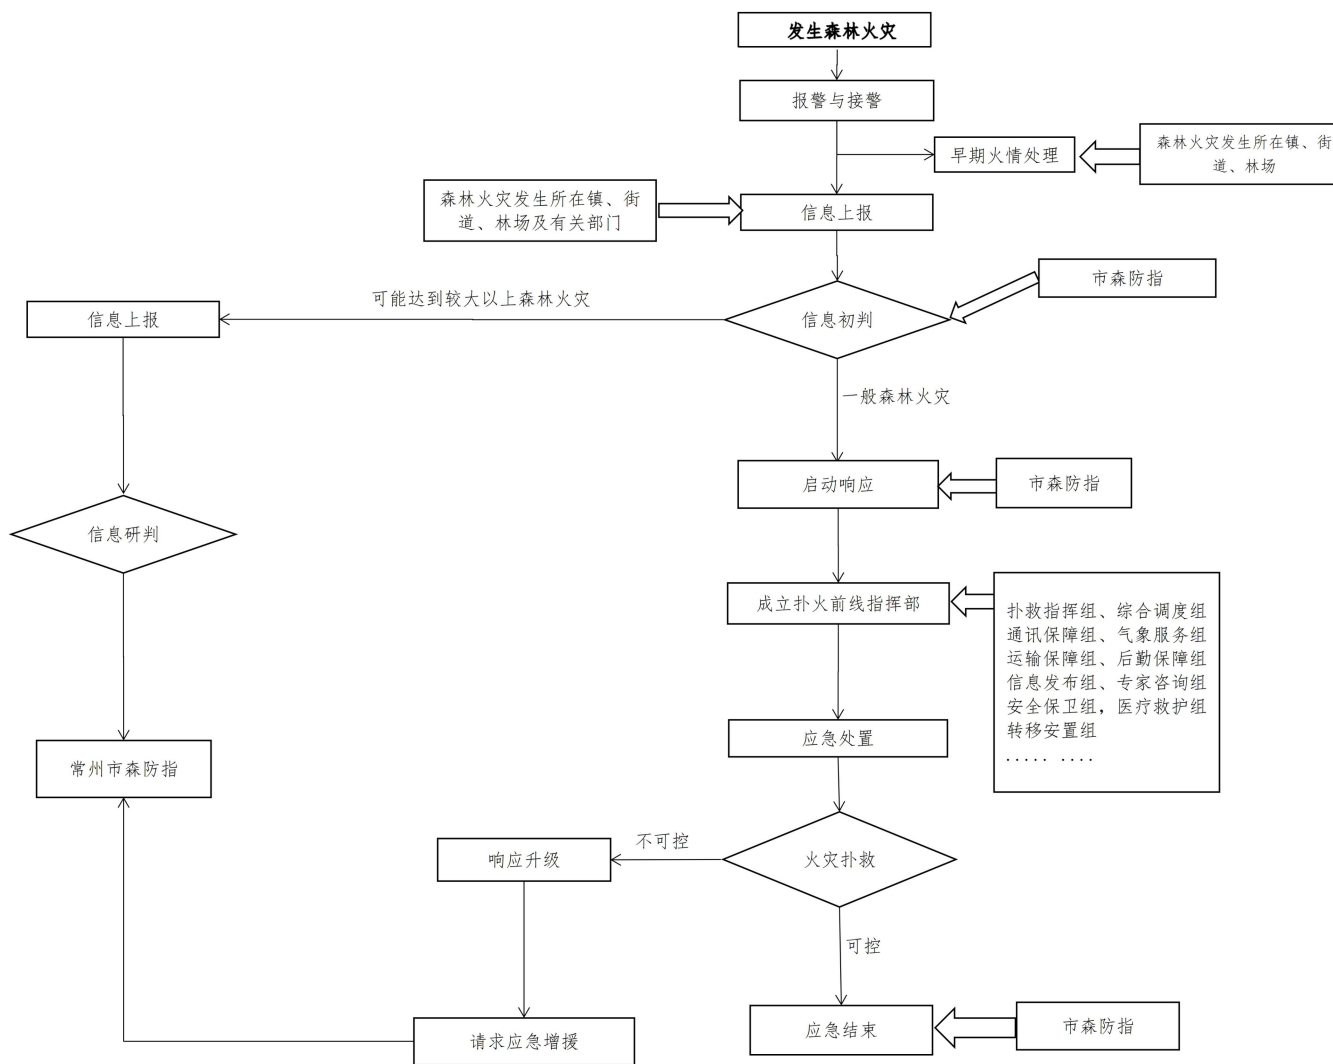 发生森林火灾
报警与接警
早期火情处理
森林火灾发生所在镇、街
道、林场
森林火灾发生所在镇、街
道、林场及有关部门
信息上报
市森防指
可能达到较大以上森林火灾
信息上报
信息初判
一般森林火灾
启动响应
市森防指
信息研判
成立扑火前线指挥部
扑救指挥组、综合调度组
通讯保障组、气象服务组
运输保障组、后勤保障组
信息发布组、专家咨询组
安全保卫组，医疗救护组
转移安置组
..... ....
应急处置
常州市森防指
不可控
响应升级
火灾扑救
可控
应急结束
市森防指
请求应急增援